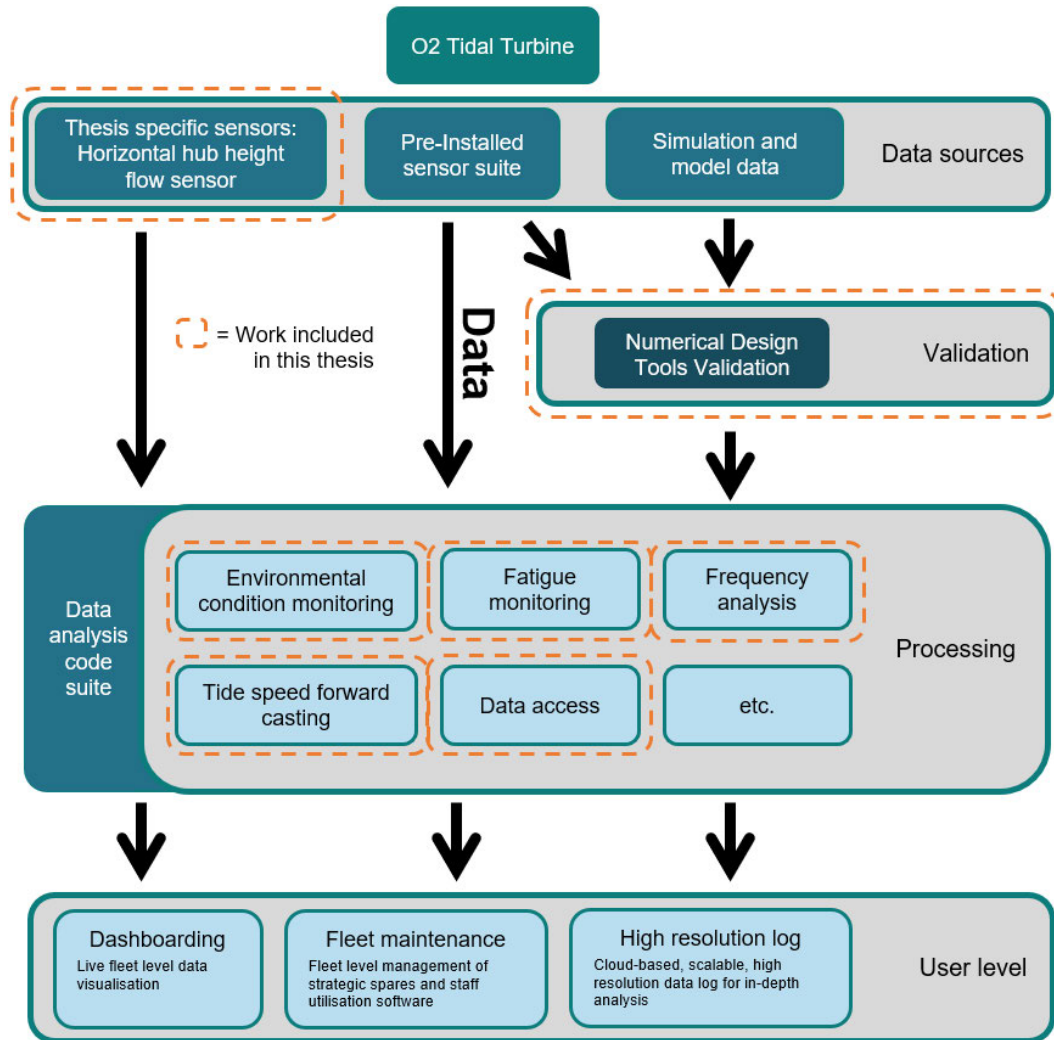 O2 Tidal Turbine
Thesis specific sensors:
Horizontal hub height
flow sensor
Pre-Installed
sensor suite
Simulation and
model data
Data sources
= Work included
in this thesis
Data
Numerical Design
Tools Validation
Validation
Data
analysis
code
suite
Environmental
condition monitoring
Fatigue
monitoring
Frequency
analysis
Tide speed forward
casting
Data access
etc.
Processing
Dashboarding
Live fleet level data
visualisation
Fleet maintenance
Fleet level management of
strategic spares and staff
utilisation software
High resolution log
Cloud-based, scalable, high
resolution data log for in-depth
analysis
User level